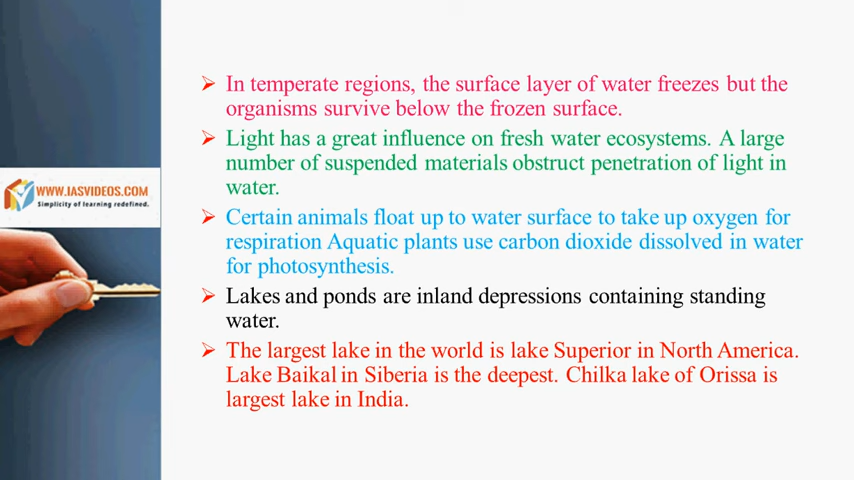 In temperate regions, the surface layer of water freezes but the
organisms survive below the frozen surface.
Light has a great influence on fresh water ecosystems. A large
number of suspended materials obstruct penetration of light in
water.
Certain animals float up to water surface to take up oxygen for
respiration Aquatic plants use carbon dioxide dissolved in water
for photosynthesis.
Lakes and ponds are inland depressions containing standing
water.
The largest lake in the world is lake Superior in North America.
Lake Baikal in Siberia is the deepest. Chilka lake of Orissa is
largest lake in India.
WWW.IASVIDEOS.COM
Simplicity of learning redefined.